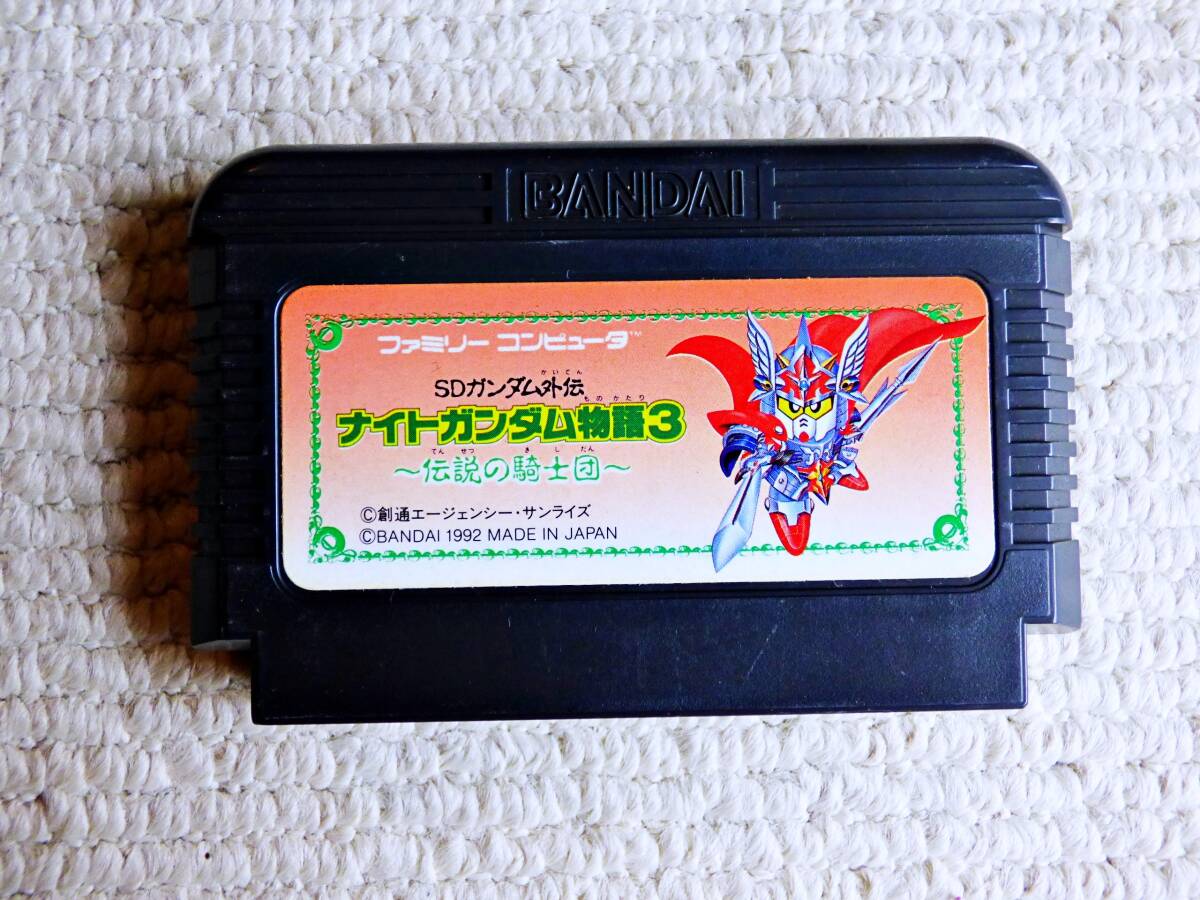 BANDAI
ファミリー コンピュータ™
かいでん
SDガンダム外伝
ものがたり
ナイトガンダム物語3
でんせつ きしだん
～伝説の騎士団～
©創通エージェンシー・サンライズ
©BANDAI 1992 MADE IN JAPAN